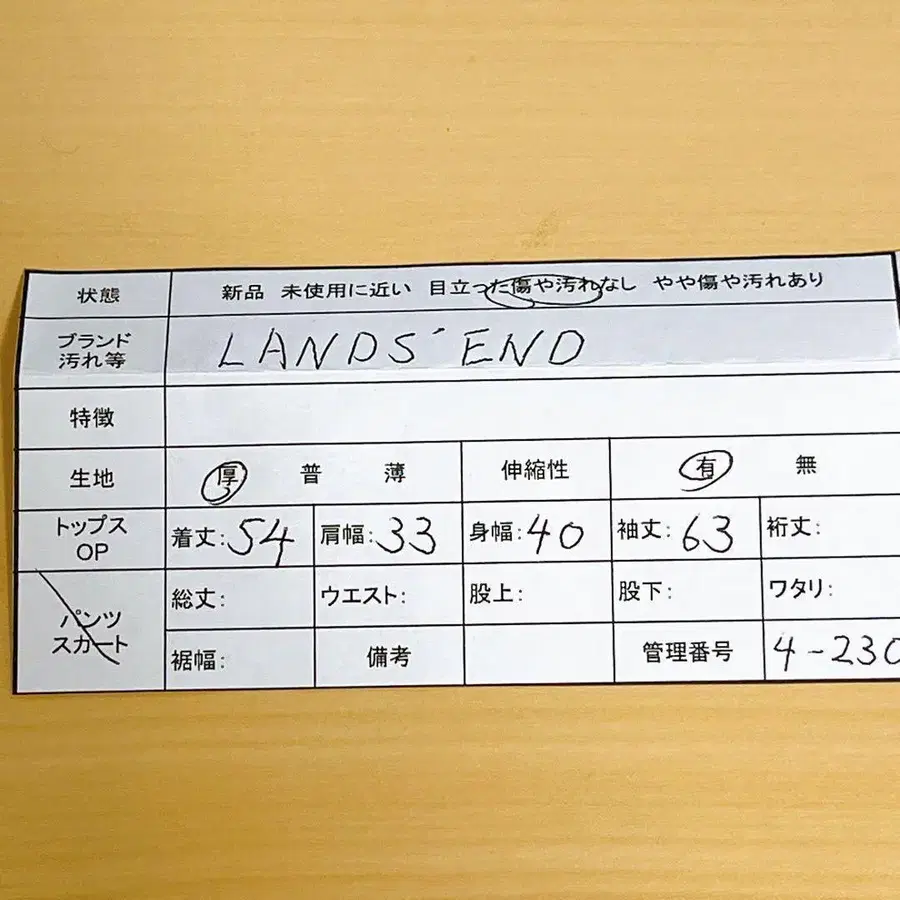 状態 新品 未使用に近い 目立った傷や汚れなし やや傷や汚れあり
ブランド
汚れ等
LANDS´END
特徴
生地 厚 普 薄 伸縮性 有 無
トップス
OP
着丈:54 肩幅:33 身幅:40 袖丈:63 裄丈:
パンツ
スカート
総丈: ウエスト: 股上: 股下: ワタリ:
裾幅: 備考 管理番号 4-230